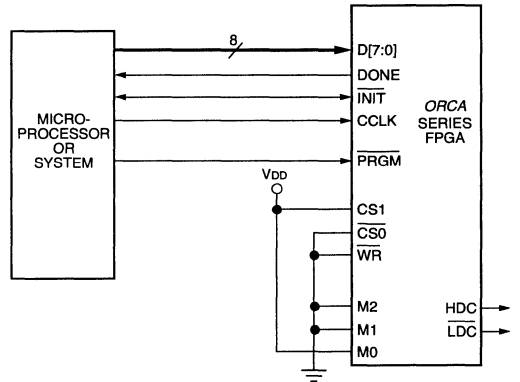 8
D[7:0]
DONE
INIT
CCLK
PRGM
MICRO-
PROCESSOR
OR
SYSTEM
ORCA
SERIES
FPGA
VDD
CS1
CS0
WR
M2
M1
M0
HDC
LDC